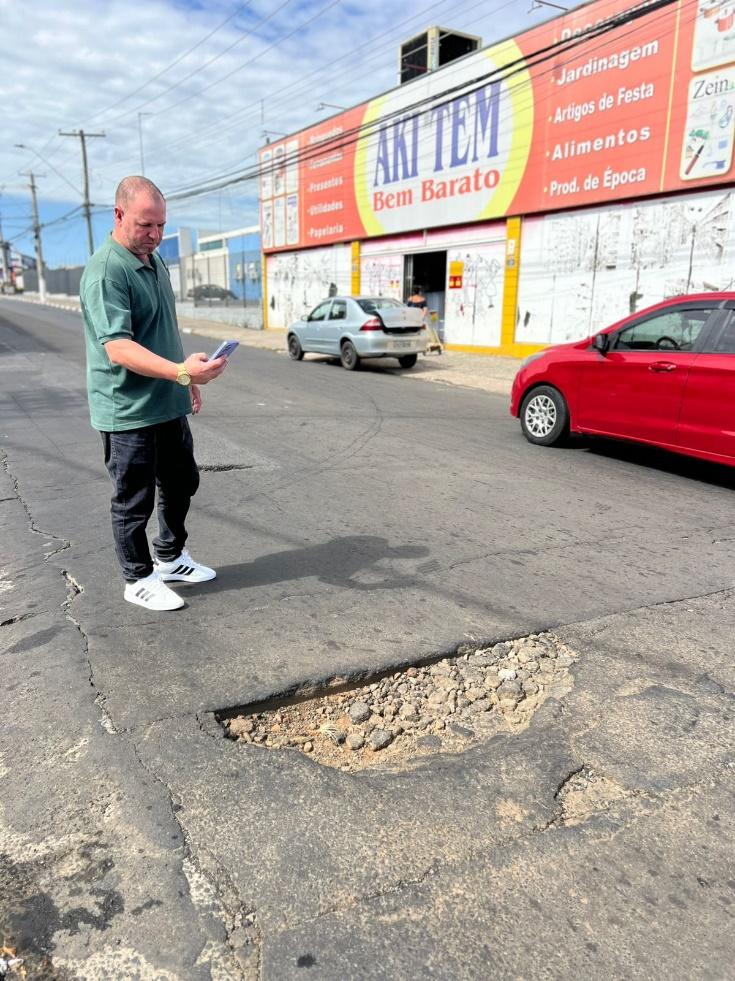 AKI TEM
Bem Barato
Presentes
Utilidades
Papelaria
Jardinagem
Artigos de Festa
Alimentos
Prod. de Época
Zein